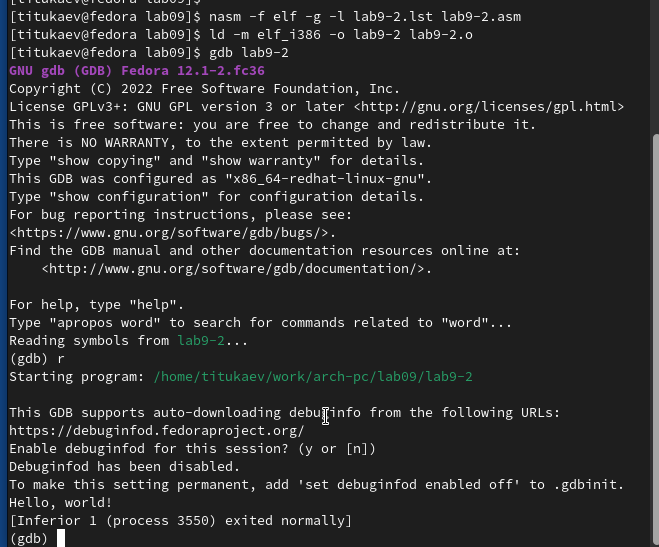 [titukaev@fedora lab09]$ nasm -f elf -g -l lab9-2.lst lab9-2.asm
[titukaev@fedora lab09]$ ld -m elf_i386 -o lab9-2 lab9-2.o
[titukaev@fedora lab09]$ gdb lab9-2
GNU gdb (GDB) Fedora 12.1-2.fc36
Copyright (C) 2022 Free Software Foundation, Inc.
License GPLv3+: GNU GPL version 3 or later <http://gnu.org/licenses/gpl.html>
This is free software: you are free to change and redistribute it.
There is NO WARRANTY, to the extent permitted by law.
Type "show copying" and "show warranty" for details.
This GDB was configured as "x86_64-redhat-linux-gnu".
Type "show configuration" for configuration details.
For bug reporting instructions, please see:
<https://www.gnu.org/software/gdb/bugs/>.
Find the GDB manual and other documentation resources online at:
    <http://www.gnu.org/software/gdb/documentation/>.

For help, type "help".
Type "apropos word" to search for commands related to "word"...
Reading symbols from lab9-2...
(gdb) r
Starting program: /home/titukaev/work/arch-pc/lab09/lab9-2

This GDB supports auto-downloading debuginfo from the following URLs:
https://debuginfod.fedoraproject.org/
Enable debuginfod for this session? (y or [n])
Debuginfod has been disabled.
To make this setting permanent, add 'set debuginfod enabled off' to .gdbinit.
Hello, world!
[Inferior 1 (process 3550) exited normally]
(gdb)